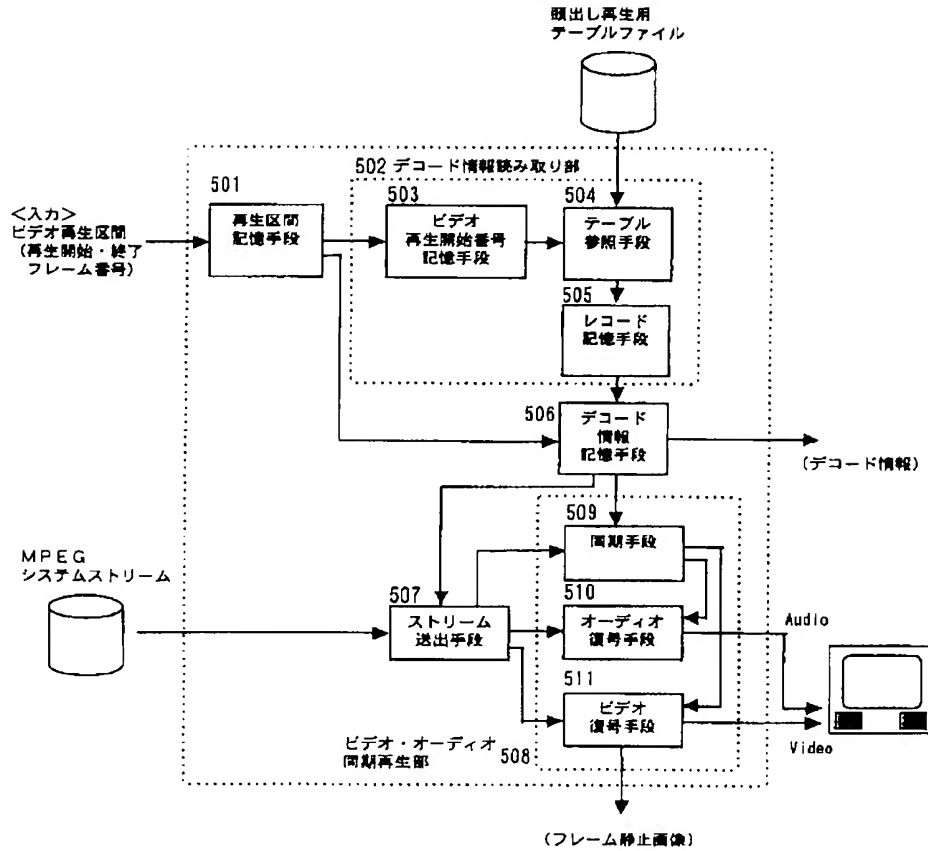 頭出し再生用
テーブルファイル
502 デコード情報読み取り部
501
503
504
<入力>
ビデオ再生区間
(再生開始・終了
フレーム番号)
再生区間
記憶手段
ビデオ
再生開始番号
記憶手段
テーブル
参照手段
505
レコード
記憶手段
506
デコード
情報
記憶手段
(デコード情報)
509
同期手段
MPEG
システムストリーム
507
ストリーム
送出手段
510
オーディオ
復号手段
Audio
511
ビデオ
復号手段
Video
ビデオ・オーディオ
同期再生部
508
(フレーム静止画像)